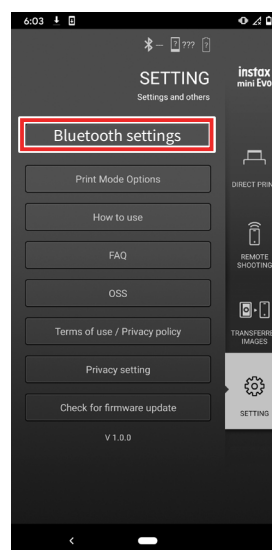 6:03
???
SETTING
Settings and others
Bluetooth settings
Print Mode Options
How to use
FAQ
OSS
Terms of use / Privacy policy
Privacy setting
Check for firmware update
V 1.0.0
instax
mini Evo
DIRECT PRIN
REMOTE
SHOOTING
TRANSFERRE
IMAGES
SETTING